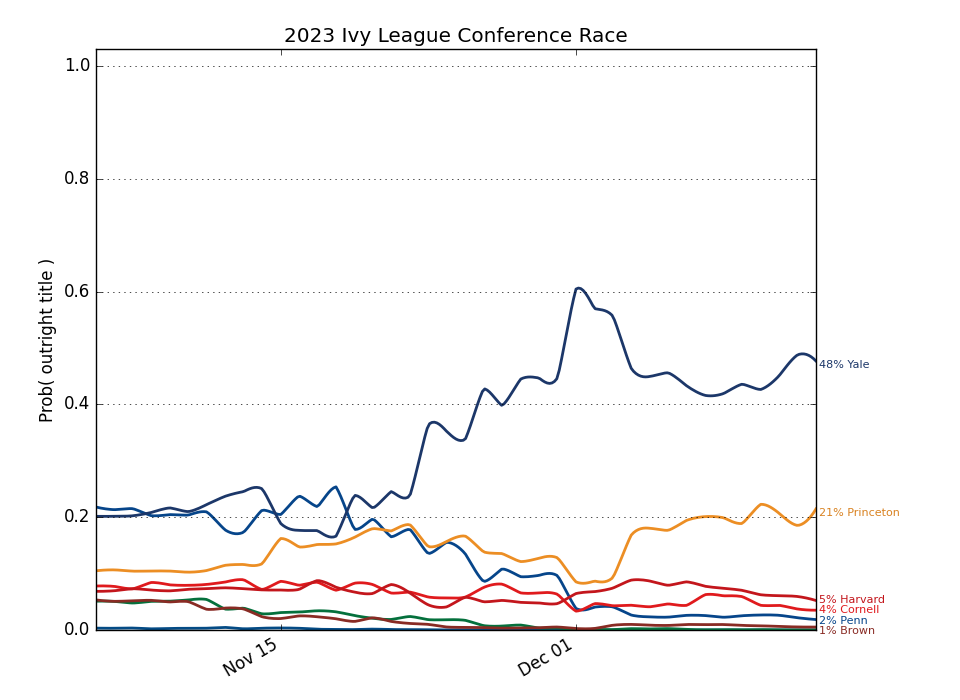 2023 Ivy League Conference Race
Prob( outright title )
1.0
0.8
0.6
0.4
0.2
0.0
48% Yale
21% Princeton
5% Harvard
4% Cornell
2% Penn
1% Brown
Nov 15
Dec 01